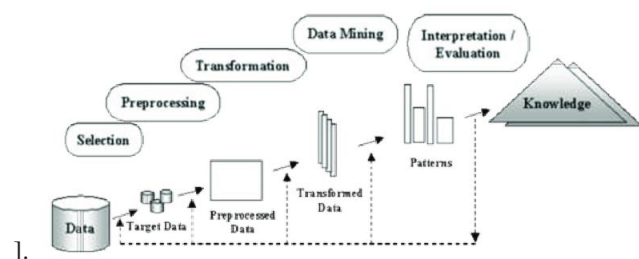 Data Mining
Interpretation /
Evaluation
Transformation
Preprocessing
Selection
Knowledge
Patterns
Transformed
Data
Preprocessed
Data
Target Data
Data
].